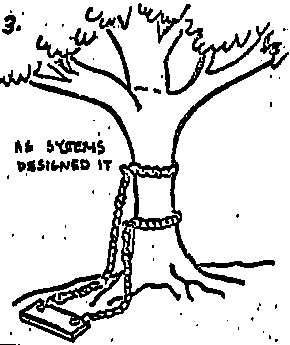 3.
AS SYSTEMS
DESIGNED IT